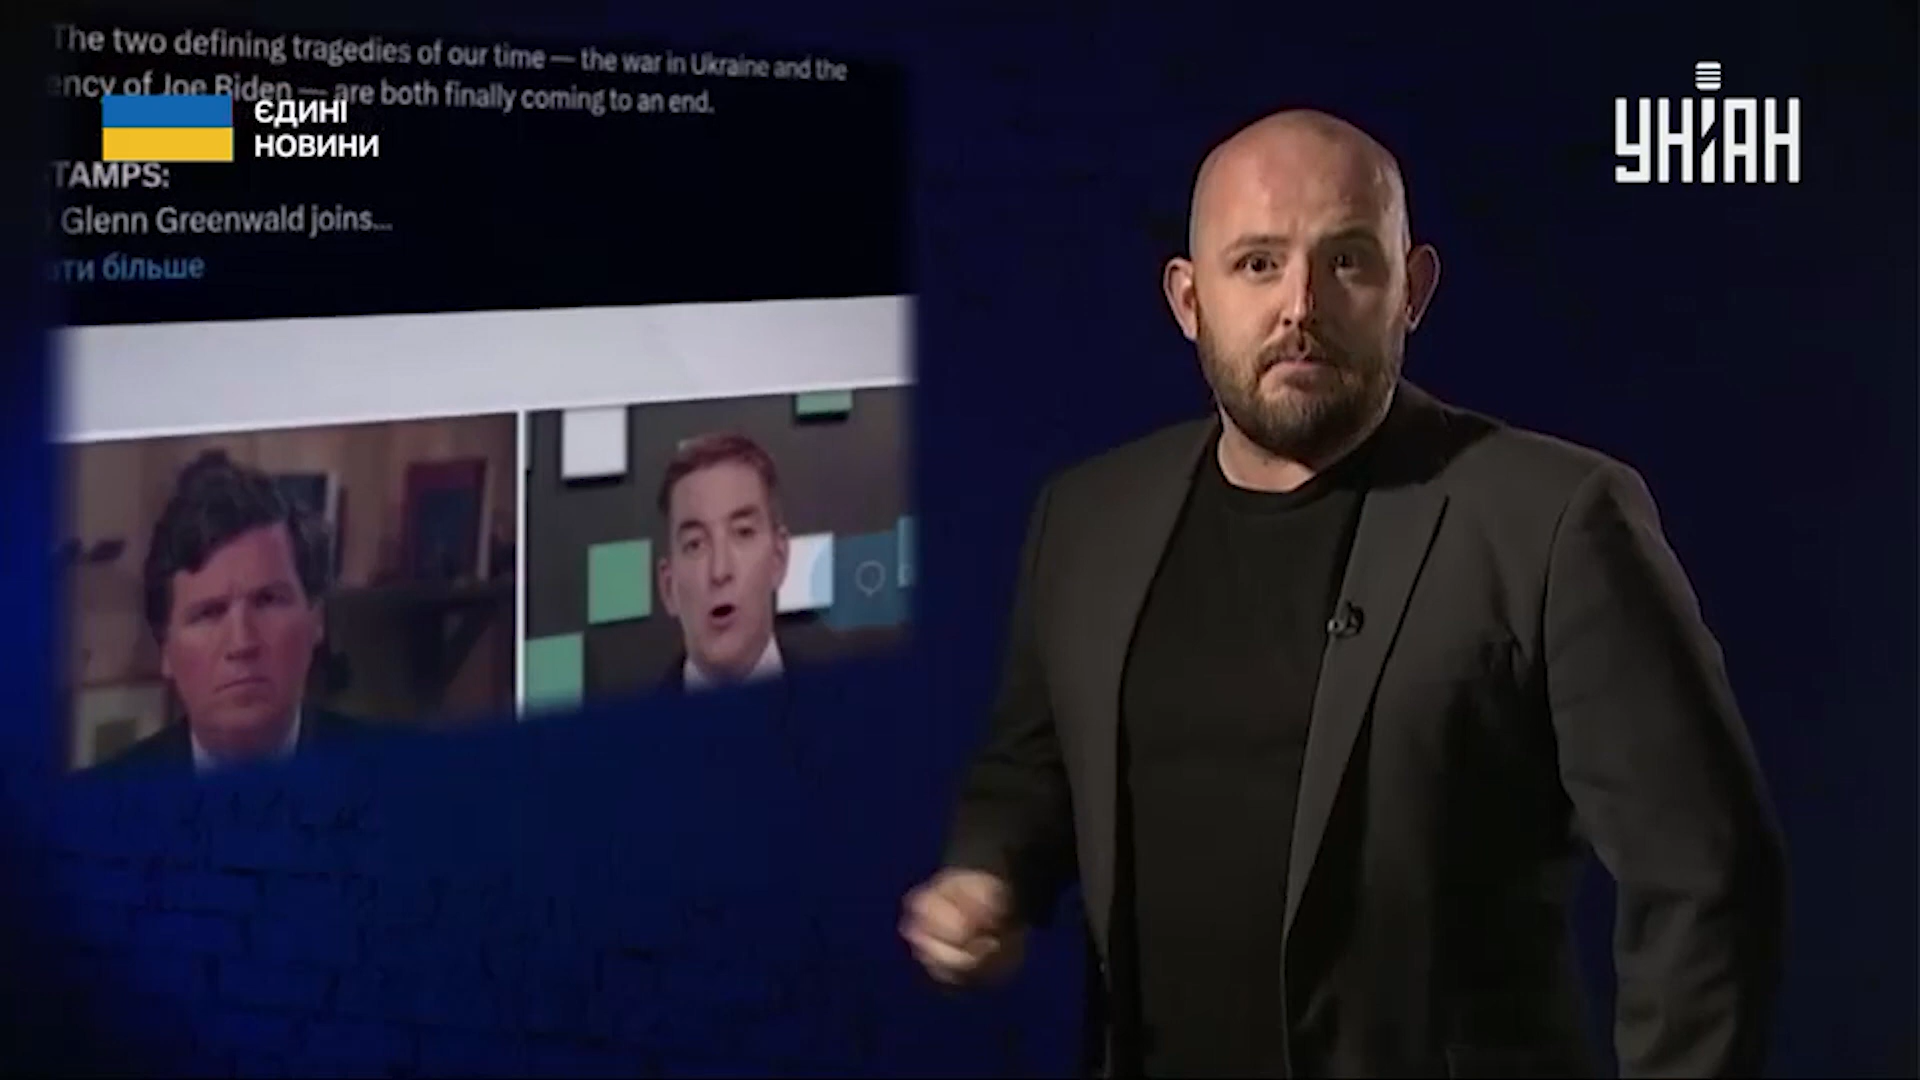 The two defining tragedies of our time — the war in Ukraine and the
ency of Joe Biden — are both finally coming to an end.
ЄДИНІ
НОВИНИ
TAMPS:
Glenn Greenwald joins...
ти більше
УНІАН